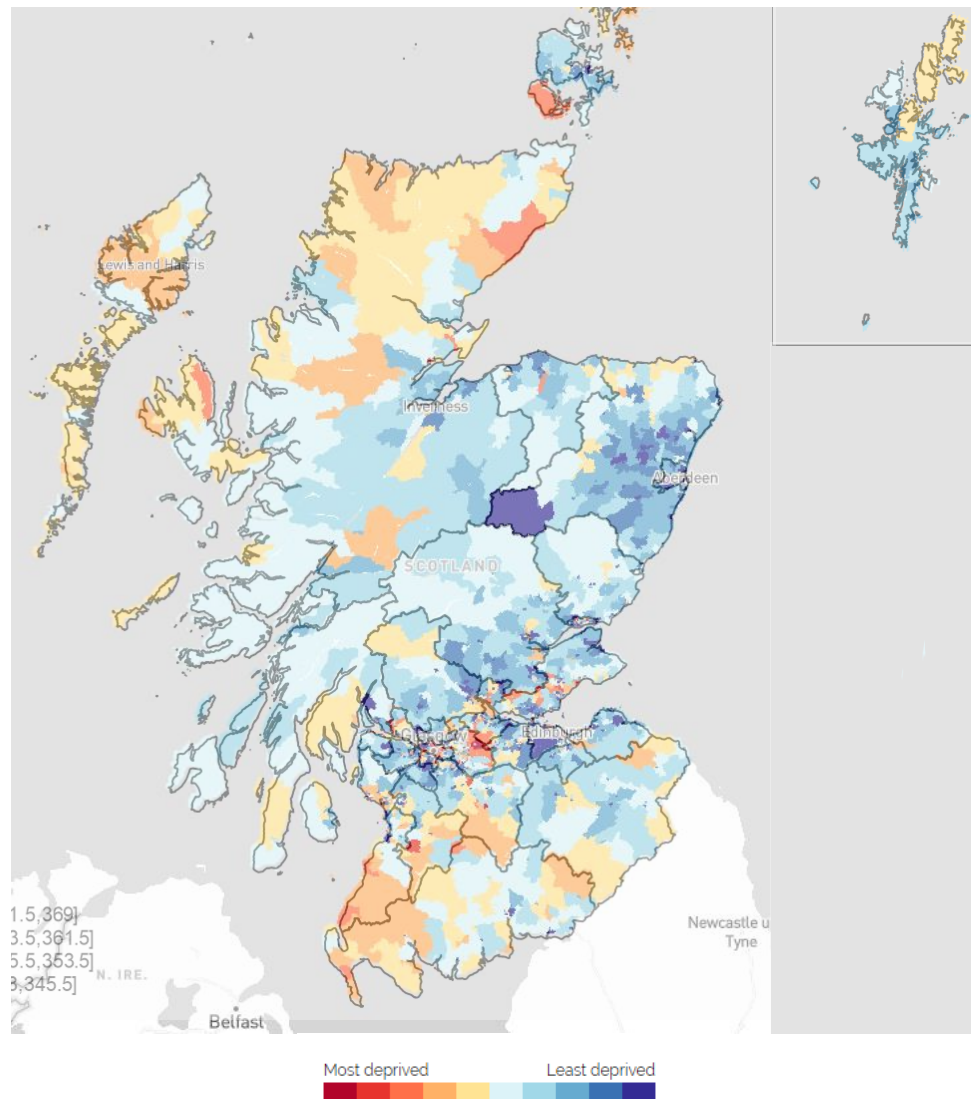 Lewis and Harris
Inverness
Aberdeen
SCOTLAND
Glasgow
Edinburgh
1.5,369]
3.5,361.5]
5.5,353.5]
3,345.5]
N. IRE.
Newcastle u
Tyne
Belfast
Most deprived
Least deprived